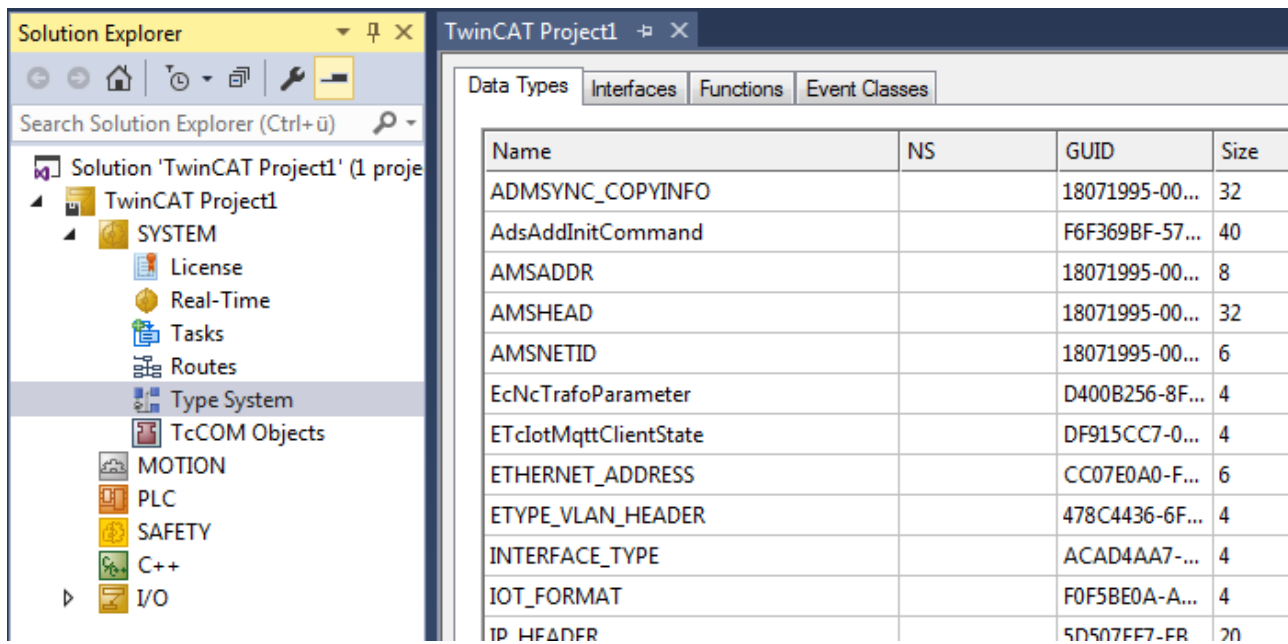 Solution Explorer
Search Solution Explorer (Ctrl+ü)
Solution 'TwinCAT Project1' (1 proje
TwinCAT Project1
SYSTEM
License
Real-Time
Tasks
Routes
Type System
TcCOM Objects
MOTION
PLC
SAFETY
C++
I/O
TwinCAT Project1
Data Types Interfaces Functions Event Classes
Name NS GUID Size
ADMSYNC_COPYINFO 18071995-00... 32
AdsAddInitCommand F6F369BF-57... 40
AMSADDR 18071995-00... 8
AMSHEAD 18071995-00... 32
AMSNETID 18071995-00... 6
EcNcTrafoParameter D400B256-8F... 4
ETcIotMqttClientState DF915CC7-0... 4
ETHERNET_ADDRESS CC07E0A0-F... 6
ETYPE_VLAN_HEADER 478C4436-6F... 4
INTERFACE_TYPE ACAD4AA7-... 4
IOT_FORMAT F0F5BE0A-A... 4
IP_HEADER 20